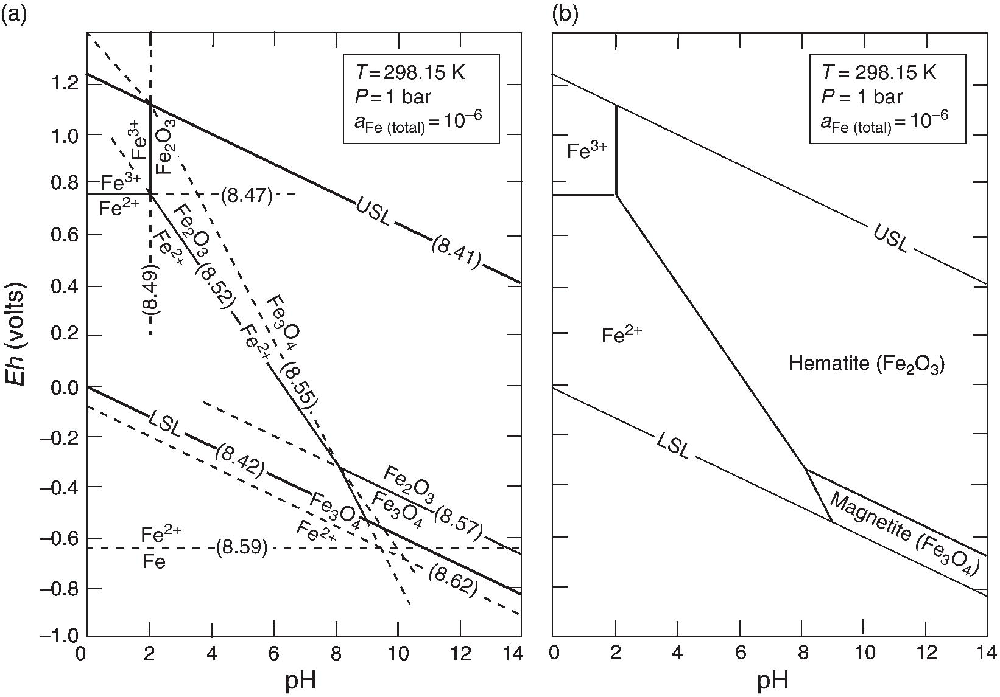 (a)
T = 298.15 K
P = 1 bar
aFe (total) = 10−6
1.2
1.0
0.8
0.6
0.4
0.2
0.0
−0.2
−0.4
−0.6
−0.8
−1.0
Eh (volts)
Fe3+
Fe2O3
Fe3+
Fe2+
(8.47)
USL
(8.41)
Fe2O3
Fe2+
(8.52)
(8.49)
Fe3O4
Fe2+
(8.55)
LSL
(8.42)
Fe2O3
Fe3O4
(8.57)
Fe3O4
Fe2+
Fe2+
Fe
(8.59)
(8.62)
0 2 4 6 8 10 12 14
pH
(b)
T = 298.15 K
P = 1 bar
aFe (total) = 10−6
Fe3+
USL
Fe2+
Hematite (Fe2O3)
LSL
Magnetite (Fe3O4)
0 2 4 6 8 10 12 14
pH